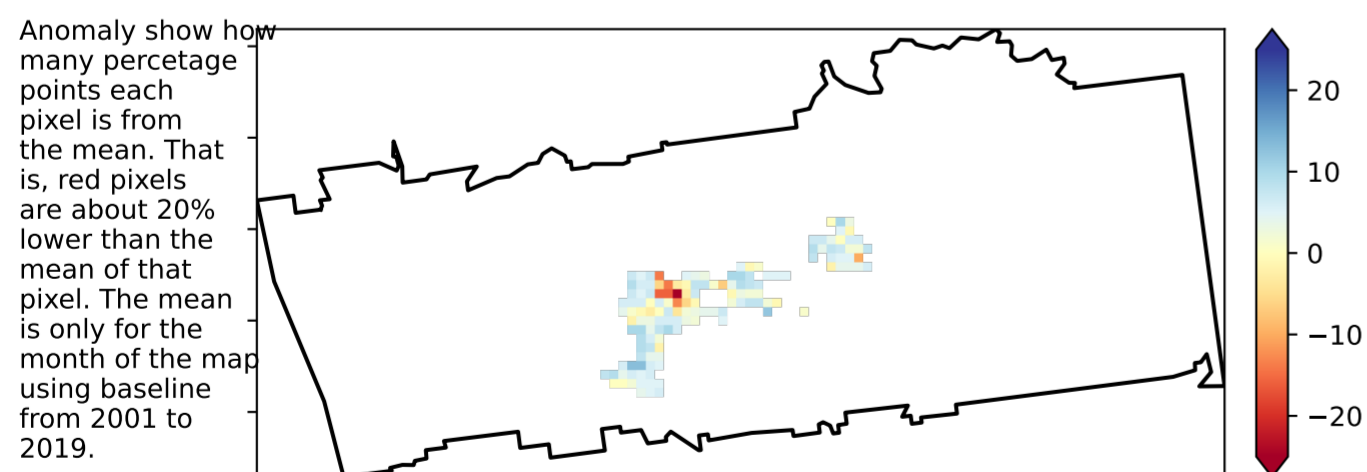 Anomaly show how
many percetage
points each
pixel is from
the mean. That
is, red pixels
are about 20%
lower than the
mean of that
pixel. The mean
is only for the
month of the map
using baseline
from 2001 to
2019.
20
10
0
−10
−20